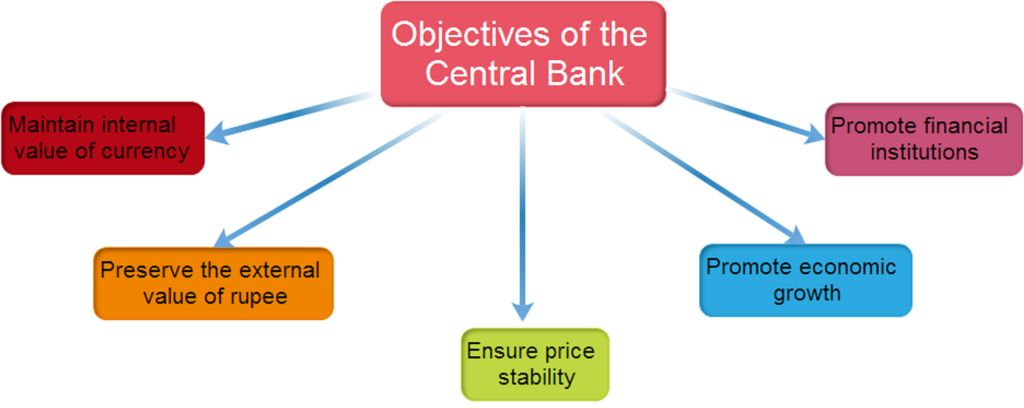 Objectives of the
Central Bank
Maintain internal
value of currency
Preserve the external
value of rupee
Ensure price
stability
Promote economic
growth
Promote financial
institutions